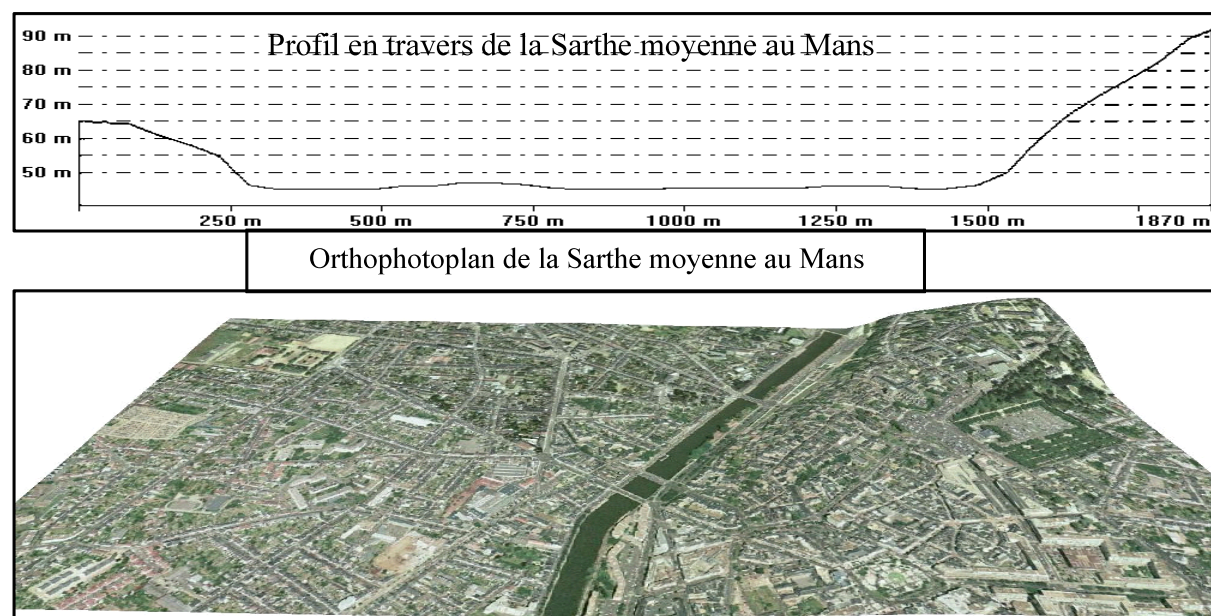 Profil en travers de la Sarthe moyenne au Mans
90 m
80 m
70 m
60 m
50 m
250 m 500 m 750 m 1000 m 1250 m 1500 m 1870 m
Orthophotoplan de la Sarthe moyenne au Mans